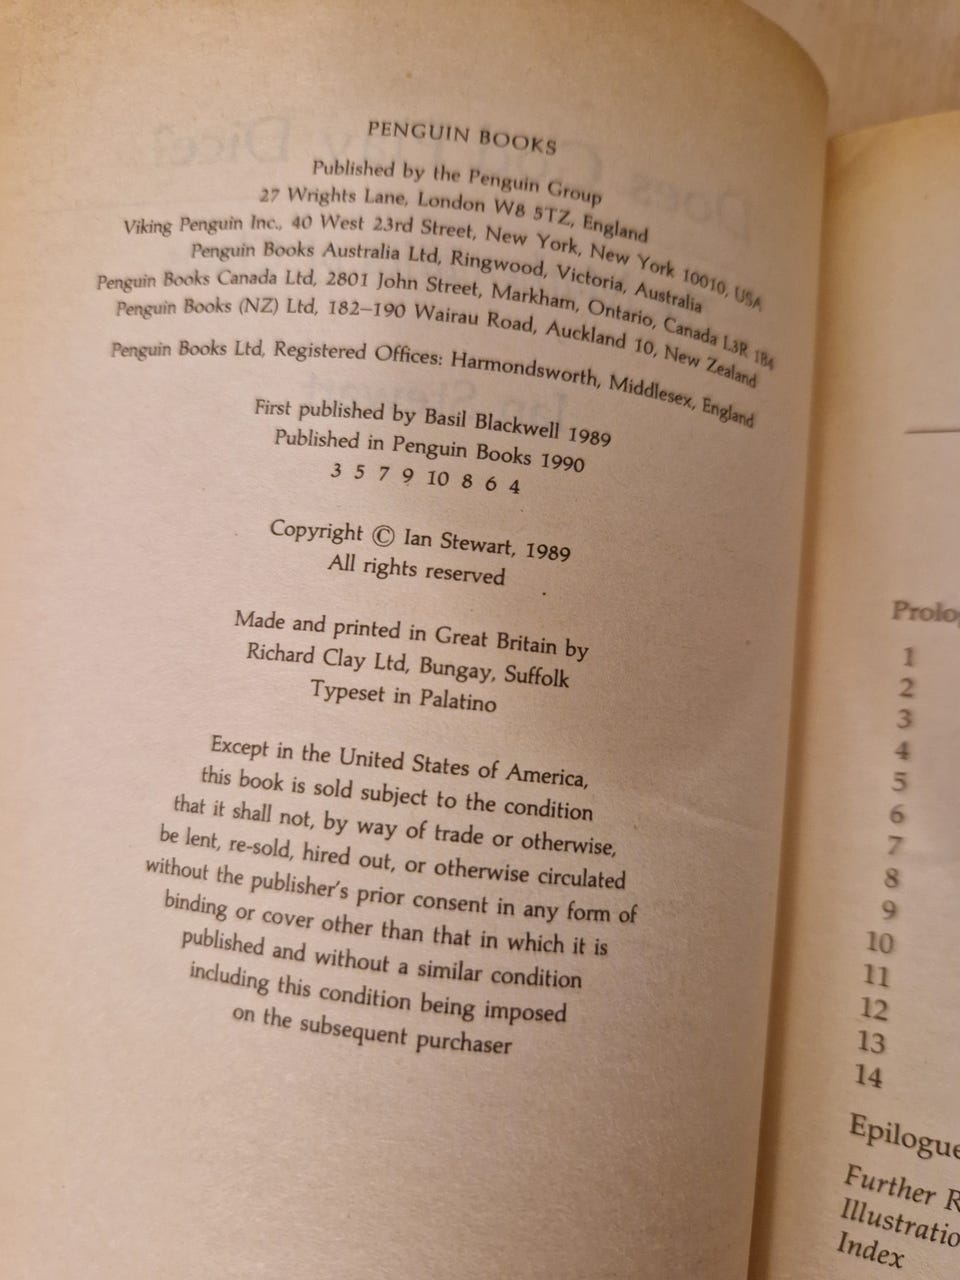 PENGUIN BOOKS
Published by the Penguin Group
27 Wrights Lane, London W8 5TZ, England
Viking Penguin Inc., 40 West 23rd Street, New York, New York 10010, USA
Penguin Books Australia Ltd, Ringwood, Victoria, Australia
Penguin Books Canada Ltd, 2801 John Street, Markham, Ontario, Canada L3R 1B4
Penguin Books (NZ) Ltd, 182–190 Wairau Road, Auckland 10, New Zealand
Penguin Books Ltd, Registered Offices: Harmondsworth, Middlesex, England
First published by Basil Blackwell 1989
Published in Penguin Books 1990
3 5 7 9 10 8 6 4
Copyright © Ian Stewart, 1989
All rights reserved
Made and printed in Great Britain by
Richard Clay Ltd, Bungay, Suffolk
Typeset in Palatino
Except in the United States of America,
this book is sold subject to the condition
that it shall not, by way of trade or otherwise,
be lent, re-sold, hired out, or otherwise circulated
without the publisher's prior consent in any form of
binding or cover other than that in which it is
published and without a similar condition
including this condition being imposed
on the subsequent purchaser
Prolog
1
2
3
4
5
6
7
8
9
10
11
12
13
14
Epilogue
Further R
Illustratio
Index